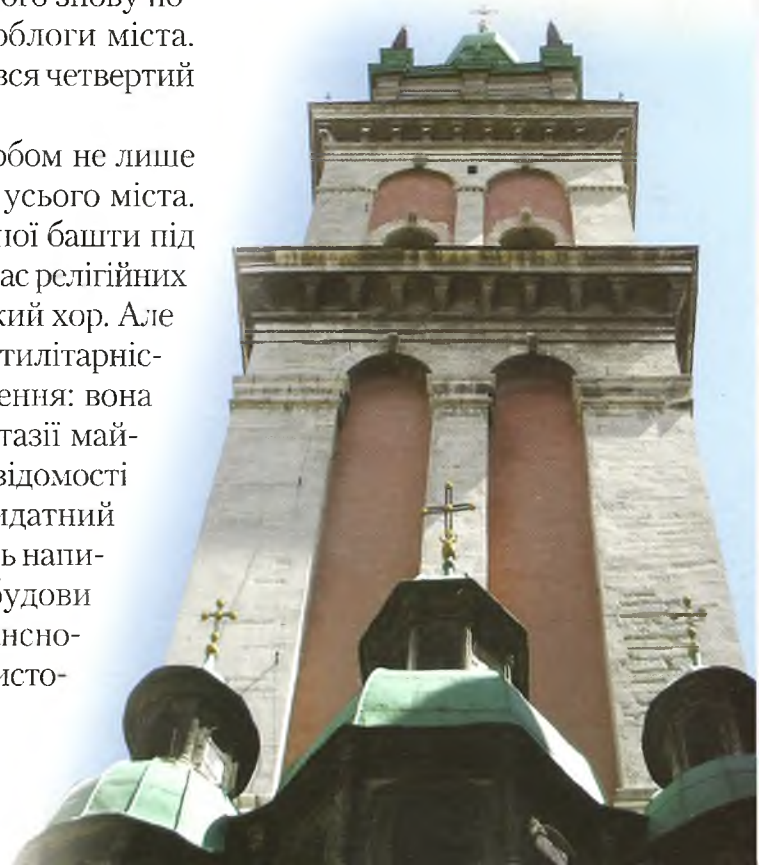 ого знову по-
облоги міста.
вся четвертий
обом не лише
усього міста.
ної башти під
ас релігійних
кий хор. Але
тилітарніс-
ення: вона
тазії май-
відомості
идатний
ь напи-
будови
нсно-
исто-